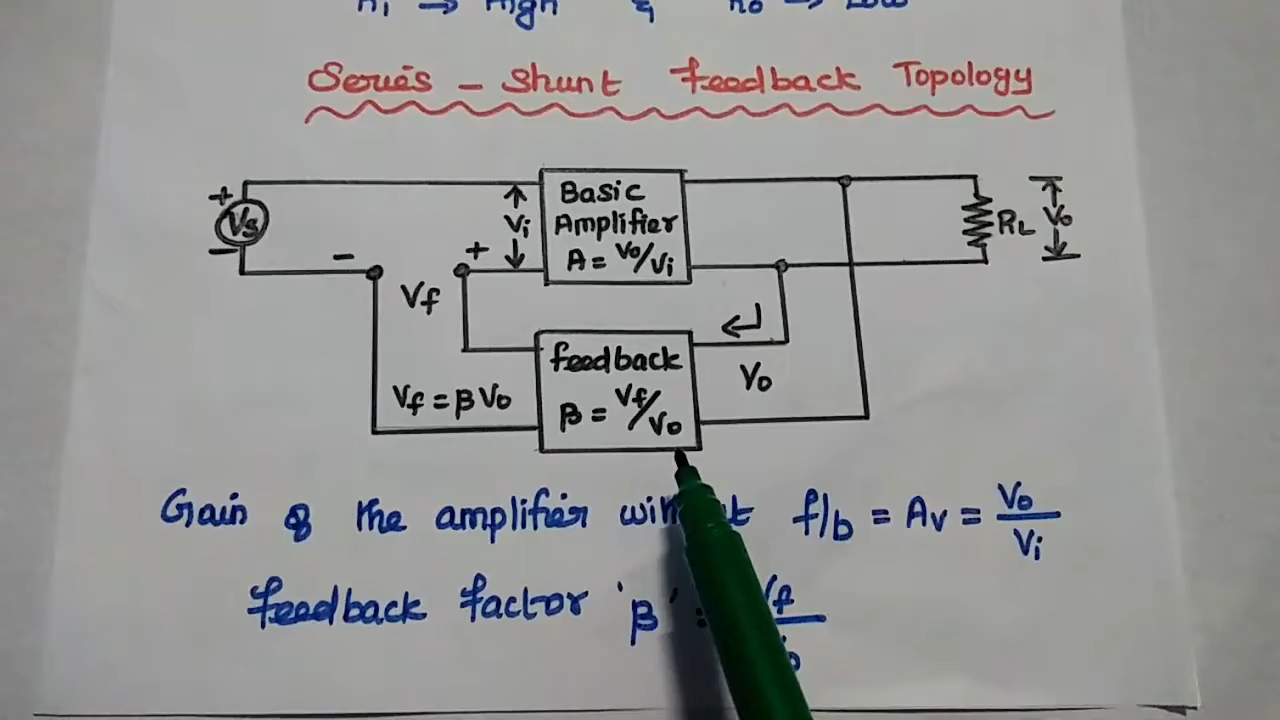 Series - Shunt feedback Topology
+
Vs
-
-
+
Vi
Vf
Basic
Amplifier
A = Vo/Vi
RL
Vo
feedback
β = Vf/Vo
Vf = βVo
Vo
Gain of the amplifier f/b = Av = Vo/Vi
feedback factor 'β'